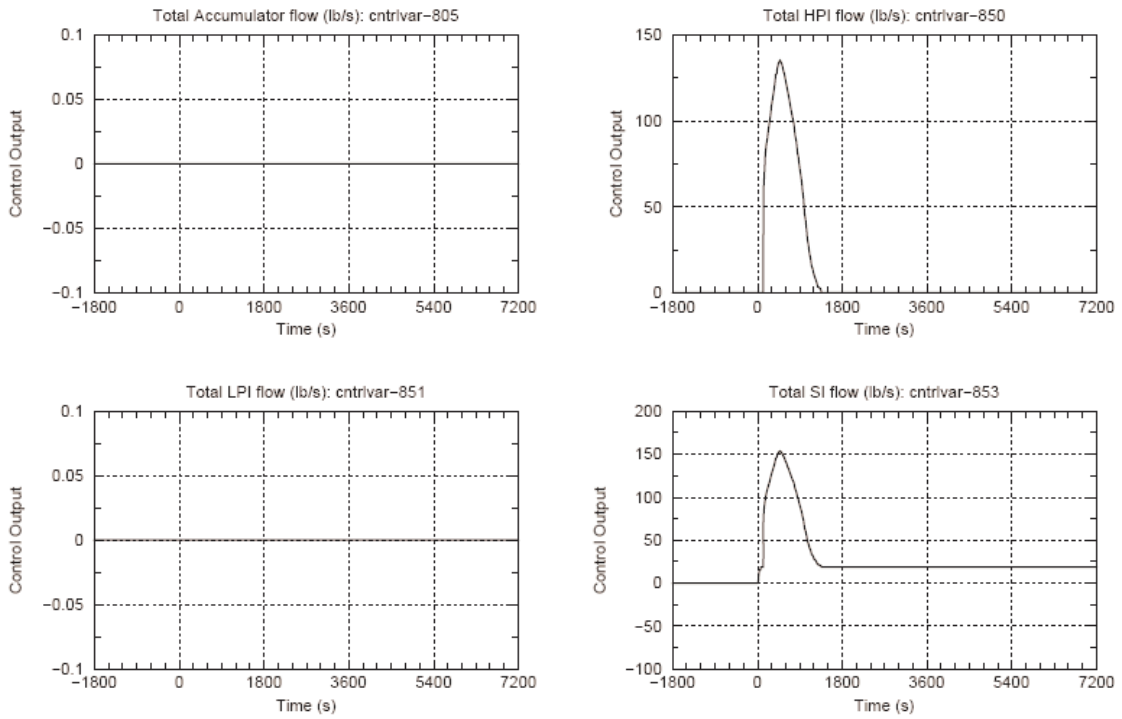 Total Accumulator flow (lb/s): cntrlvar−805
Control Output
0.1
0.05
0
−0.05
−0.1
−1800 0 1800 3600 5400 7200
Time (s)
Total HPI flow (lb/s): cntrlvar−850
Control Output
150
100
50
0
−1800 0 1800 3600 5400 7200
Time (s)
Total LPI flow (lb/s): cntrlvar−851
Control Output
0.1
0.05
0
−0.05
−0.1
−1800 0 1800 3600 5400 7200
Time (s)
Total SI flow (lb/s): cntrlvar−853
Control Output
200
150
100
50
0
−50
−100
−1800 0 1800 3600 5400 7200
Time (s)